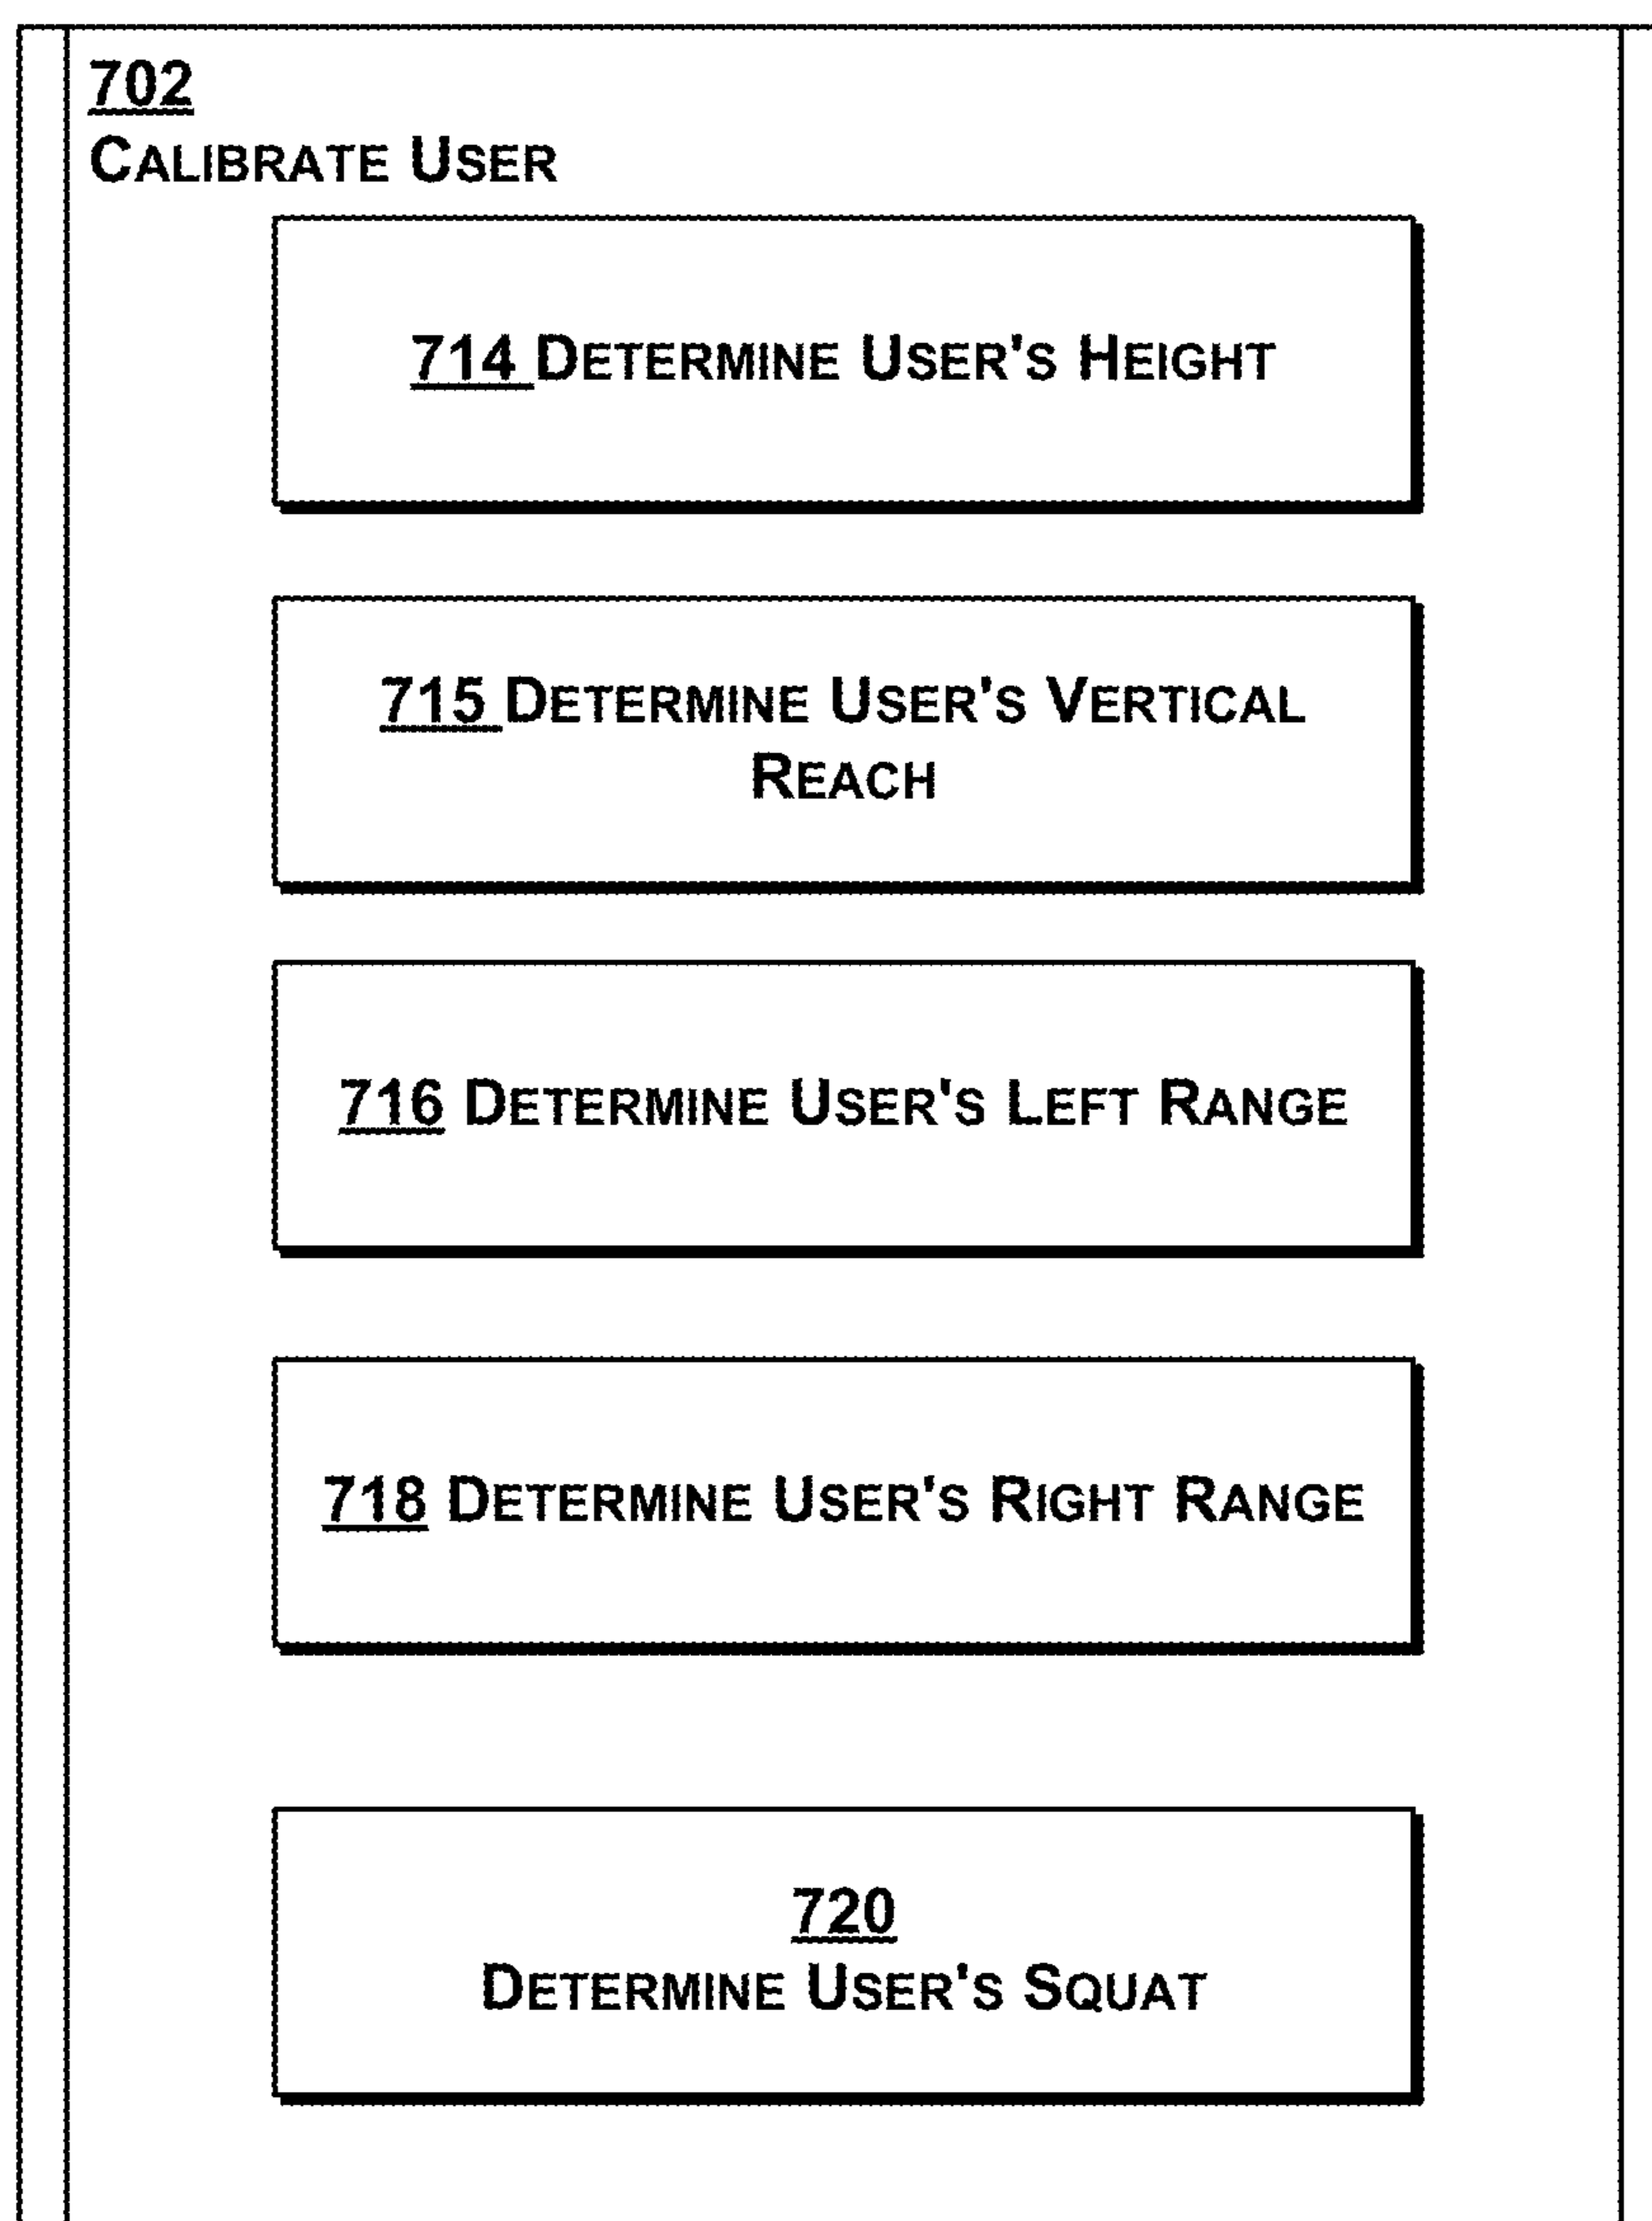 702
CALIBRATE USER
714 DETERMINE USER'S HEIGHT
715 DETERMINE USER'S VERTICAL
REACH
716 DETERMINE USER'S LEFT RANGE
718 DETERMINE USER'S RIGHT RANGE
720
DETERMINE USER'S SQUAT